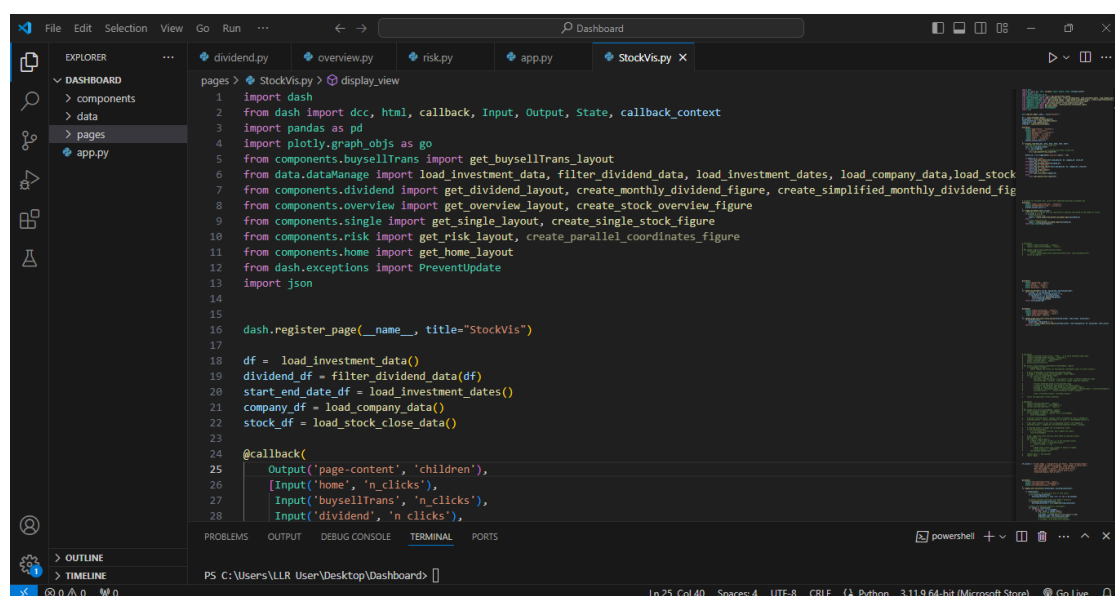 File Edit Selection View Go Run ... Dashboard
EXPLORER
DASHBOARD
components
data
pages
app.py
OUTLINE
TIMELINE
dividend.py overview.py risk.py app.py StockVis.py
pages > StockVis.py > display_view
1 import dash
2 from dash import dcc, html, callback, Input, Output, State, callback_context
3 import pandas as pd
4 import plotly.graph_objs as go
5 from components.buysellTrans import get_buysellTrans_layout
6 from data.dataManage import load_investment_data, filter_dividend_data, load_investment_dates, load_company_data,load_stock
7 from components.dividend import get_dividend_layout, create_monthly_dividend_figure, create_simplified_monthly_dividend_fig
8 from components.overview import get_overview_layout, create_stock_overview_figure
9 from components.single import get_single_layout, create_single_stock_figure
10 from components.risk import get_risk_layout, create_parallel_coordinates_figure
11 from components.home import get_home_layout
12 from dash.exceptions import PreventUpdate
13 import json
14
15
16 dash.register_page(__name__, title="StockVis")
17
18 df = load_investment_data()
19 dividend_df = filter_dividend_data(df)
20 start_end_date_df = load_investment_dates()
21 company_df = load_company_data()
22 stock_df = load_stock_close_data()
23
24 @callback(
25 Output('page-content', 'children'),
26 [Input('home', 'n_clicks'),
27 Input('buysellTrans', 'n_clicks'),
28 Input('dividend', 'n_clicks'),
PROBLEMS OUTPUT DEBUG CONSOLE TERMINAL PORTS powershell
PS C:\Users\LLR User\Desktop\Dashboard>
1
0 0 0 Ln 25, Col 40 Spaces: 4 UTF-8 CRLF Python 3.11.9 64-bit (Microsoft Store) Go Live